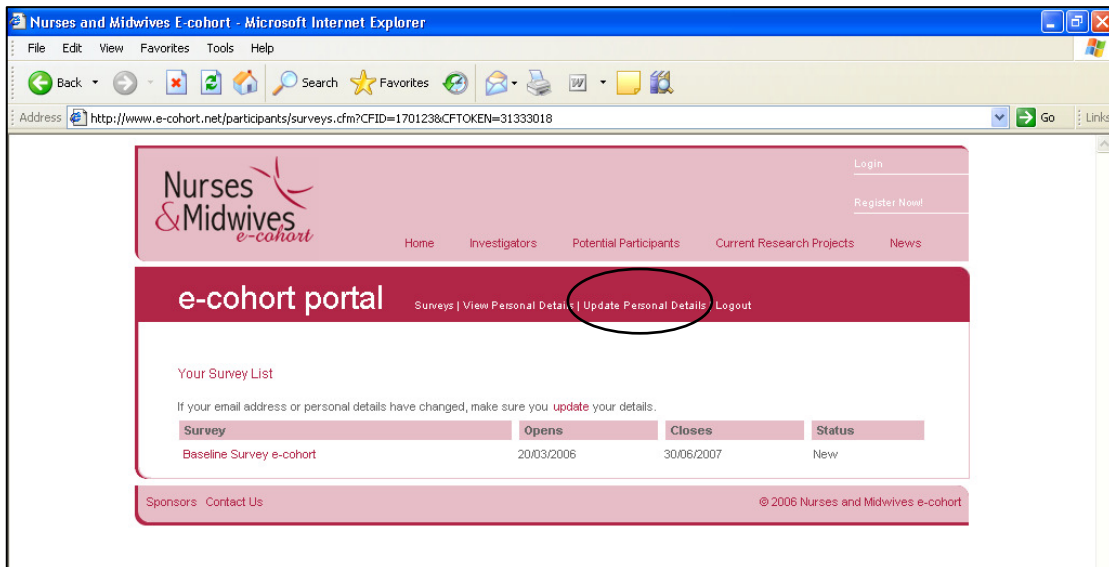 Nurses and Midwives E-cohort - Microsoft Internet Explorer
File Edit View Favorites Tools Help
Back Search Favorites
Address http://www.e-cohort.net/participants/surveys.cfm?CFID=170123&CFTOKEN=31333018 Go Links
Login
Nurses
Register Now!
&Midwives
e-cohort
Home Investigators Potential Participants Current Research Projects News
e-cohort portal Surveys | View Personal Details | Update Personal Details | Logout
Your Survey List
If your email address or personal details have changed, make sure you update your details.
Survey Opens Closes Status
Baseline Survey e-cohort 20/03/2006 30/06/2007 New
Sponsors Contact Us © 2006 Nurses and Midwives e-cohort